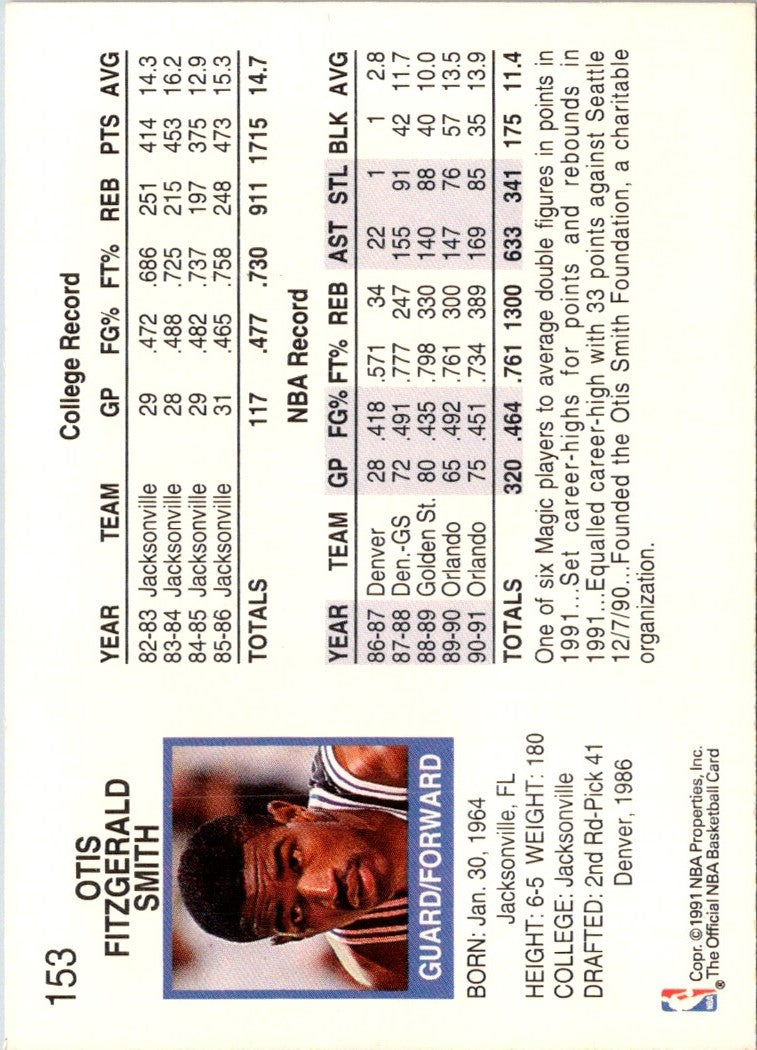 153
OTIS
FITZGERALD
SMITH
GUARD/FORWARD
BORN: Jan. 30, 1964
Jacksonville, FL
HEIGHT: 6-5 WEIGHT: 180
COLLEGE: Jacksonville
DRAFTED: 2nd Rd-Pick 41
Denver, 1986
NBA
®
Copr. © 1991 NBA Properties, Inc.
The Official NBA Basketball Card
College Record
YEAR TEAM GP FG% FT% REB PTS AVG
82-83 Jacksonville 29 .472 .686 251 414 14.3
83-84 Jacksonville 28 .488 .725 215 453 16.2
84-85 Jacksonville 29 .482 .737 197 375 12.9
85-86 Jacksonville 31 .465 .758 248 473 15.3
TOTALS 117 .477 .730 911 1715 14.7
NBA Record
YEAR TEAM GP FG% FT% REB AST STL BLK AVG
86-87 Denver 28 .418 .571 34 22 1 1 2.8
87-88 Den.-GS 72 .491 .777 247 155 91 42 11.7
88-89 Golden St. 80 .435 .798 330 140 88 40 10.0
89-90 Orlando 65 .492 .761 300 147 76 57 13.5
90-91 Orlando 75 .451 .734 389 169 85 35 13.9
TOTALS 320 .464 .761 1300 633 341 175 11.4
One of six Magic players to average double figures in points in
1991...Set career-highs for points and rebounds in
1991...Equalled career-high with 33 points against Seattle
12/7/90...Founded the Otis Smith Foundation, a charitable
organization.